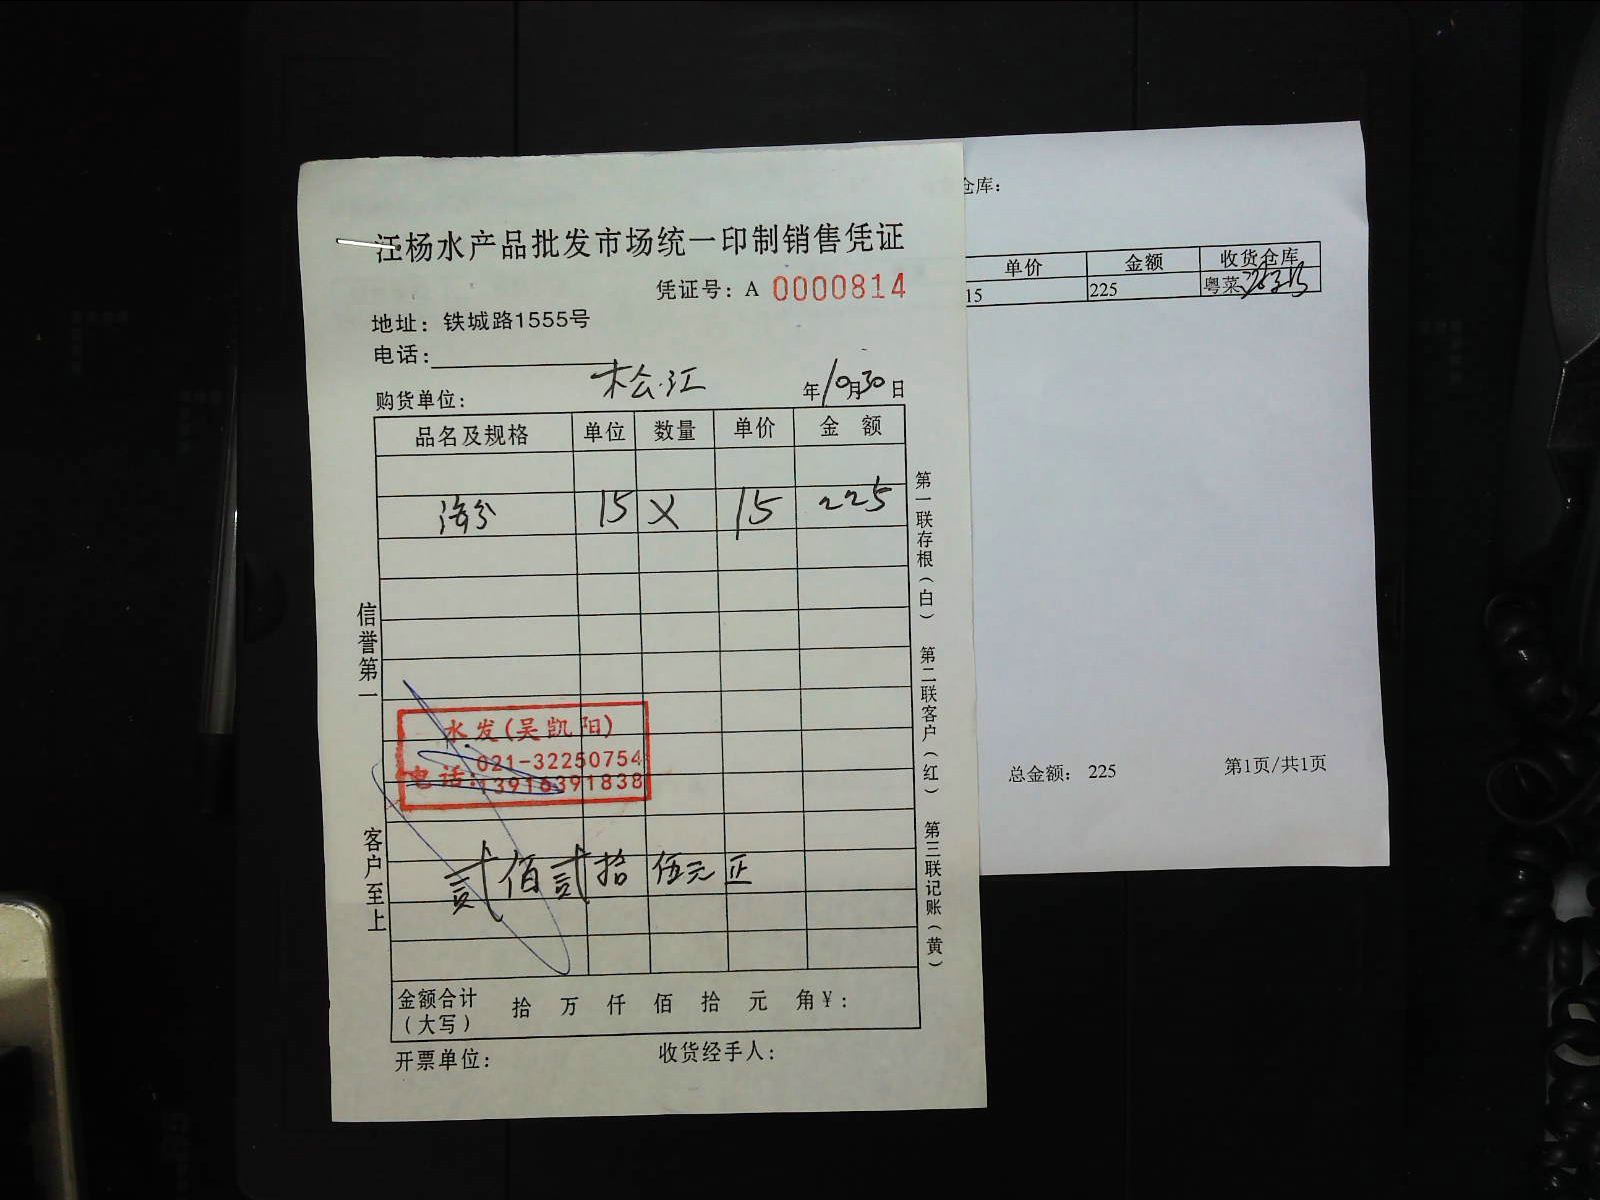 江杨水产品批发市场统一印制销售凭证
凭证号：A 0000814
地址：铁城路1555号
电话：
购货单位：松江 年10月30日
品名及规格 单位 数量 单价 金 额
15 X 15 225
水发(吴凯阳)
021-32250754
电话:13916391838
贰佰贰拾伍元正
金额合计（大写） 拾 万 仟 佰 拾 元 角 ¥：
开票单位： 收货经手人：
信誉第一
客户至上
第一联存根（白） 第二联客户（红） 第三联记账（黄）
仓库：
单价 金额 收货仓库
15 225 粤菜
总金额： 225 第1页/共1页